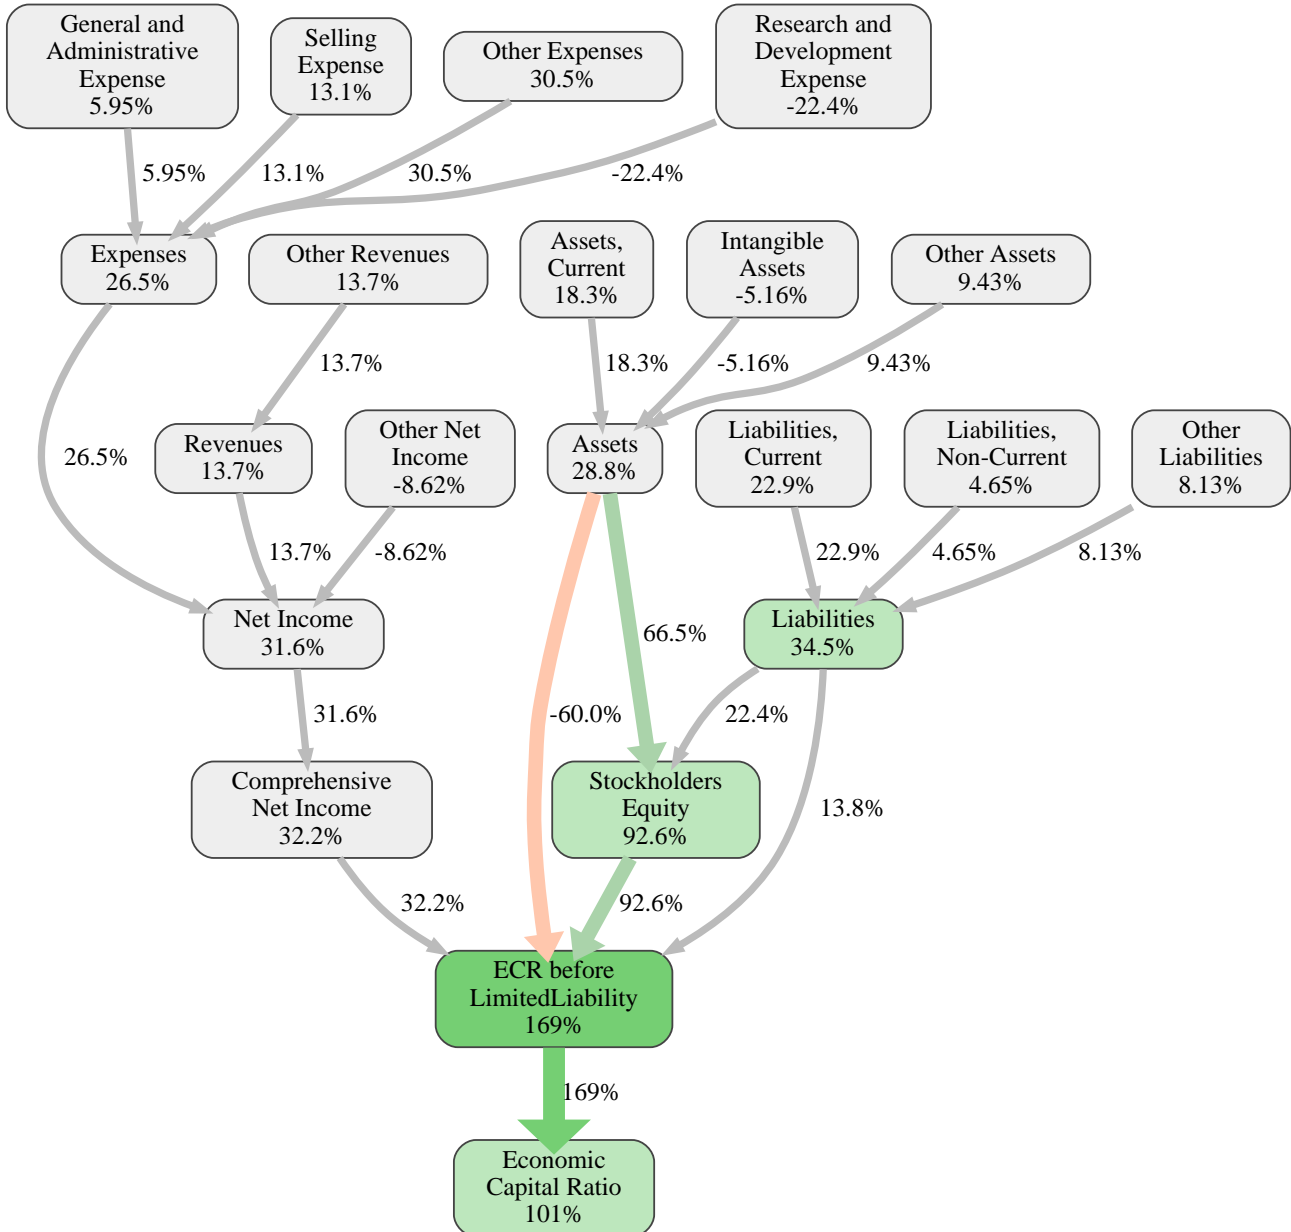 General and
Administrative
Expense
5.95%
Selling
Expense
13.1%
Other Expenses
30.5%
Research and
Development
Expense
-22.4%
5.95%
13.1%
30.5%
-22.4%
Expenses
26.5%
Other Revenues
13.7%
Assets,
Current
18.3%
Intangible
Assets
-5.16%
Other Assets
9.43%
13.7%
18.3%
-5.16%
9.43%
26.5%
Revenues
13.7%
Other Net
Income
-8.62%
Assets
28.8%
Liabilities,
Current
22.9%
Liabilities,
Non-Current
4.65%
Other
Liabilities
8.13%
13.7%
-8.62%
22.9%
4.65%
8.13%
Net Income
31.6%
66.5%
Liabilities
34.5%
31.6%
-60.0%
22.4%
Comprehensive
Net Income
32.2%
Stockholders
Equity
92.6%
13.8%
32.2%
92.6%
ECR before
LimitedLiability
169%
169%
Economic
Capital Ratio
101%